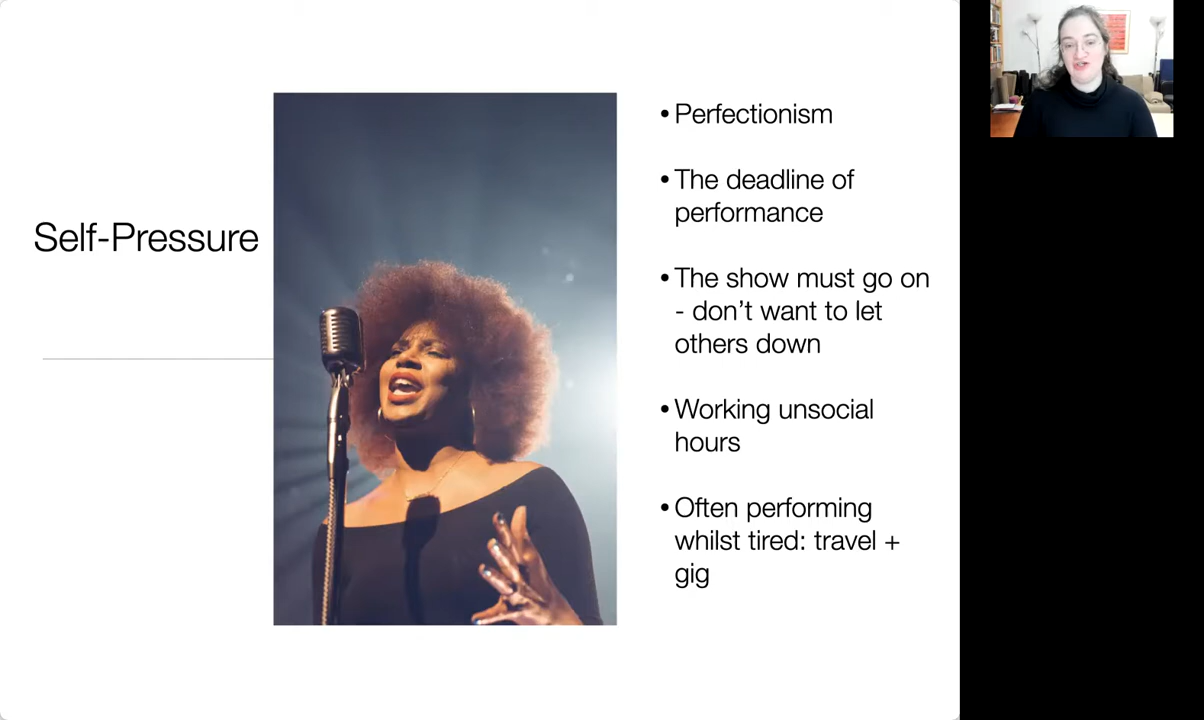 Self-Pressure
• Perfectionism
• The deadline of
performance
• The show must go on
- don’t want to let
others down
• Working unsocial
hours
• Often performing
whilst tired: travel +
gig